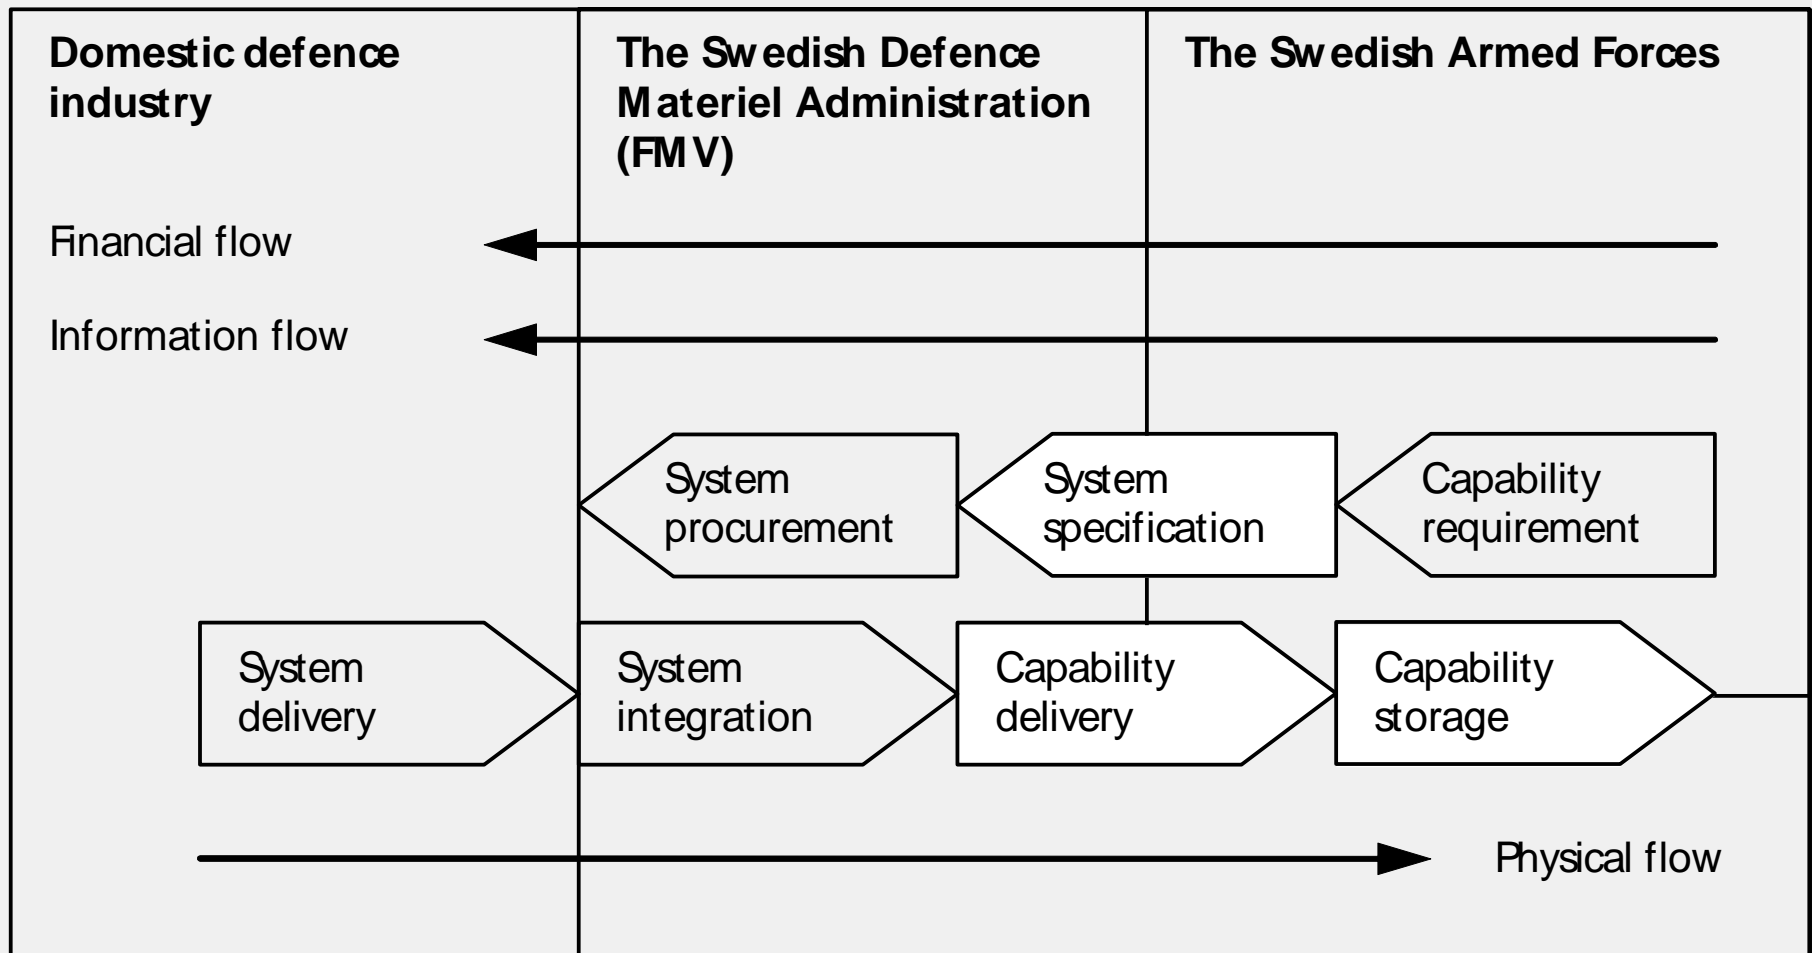 Domestic defence
industry
The Swedish Defence
Materiel Administration
(FMV)
The Swedish Armed Forces
Financial flow
Information flow
System
procurement
System
specification
Capability
requirement
System
delivery
System
integration
Capability
delivery
Capability
storage
Physical flow